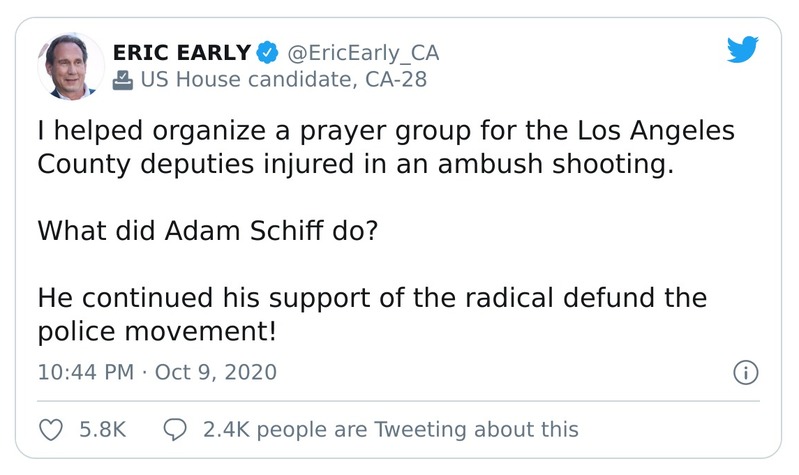 ERIC EARLY @EricEarly_CA
US House candidate, CA-28
I helped organize a prayer group for the Los Angeles
County deputies injured in an ambush shooting.
What did Adam Schiff do?
He continued his support of the radical defund the
police movement!
10:44 PM · Oct 9, 2020
5.8K 2.4K people are Tweeting about this